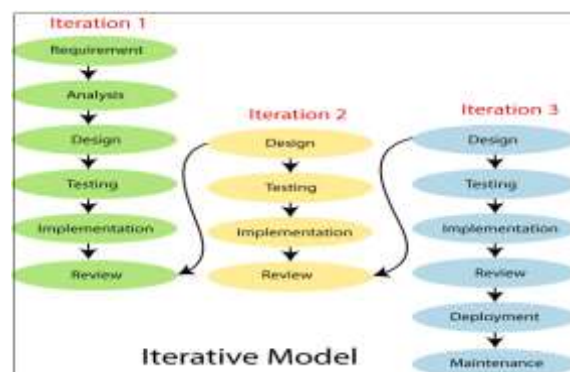 Iteration 1
Requirement
Analysis
Design
Testing
Implementation
Review
Iteration 2
Design
Testing
Implementation
Review
Iteration 3
Design
Testing
Implementation
Review
Deployment
Maintenance
Iterative Model